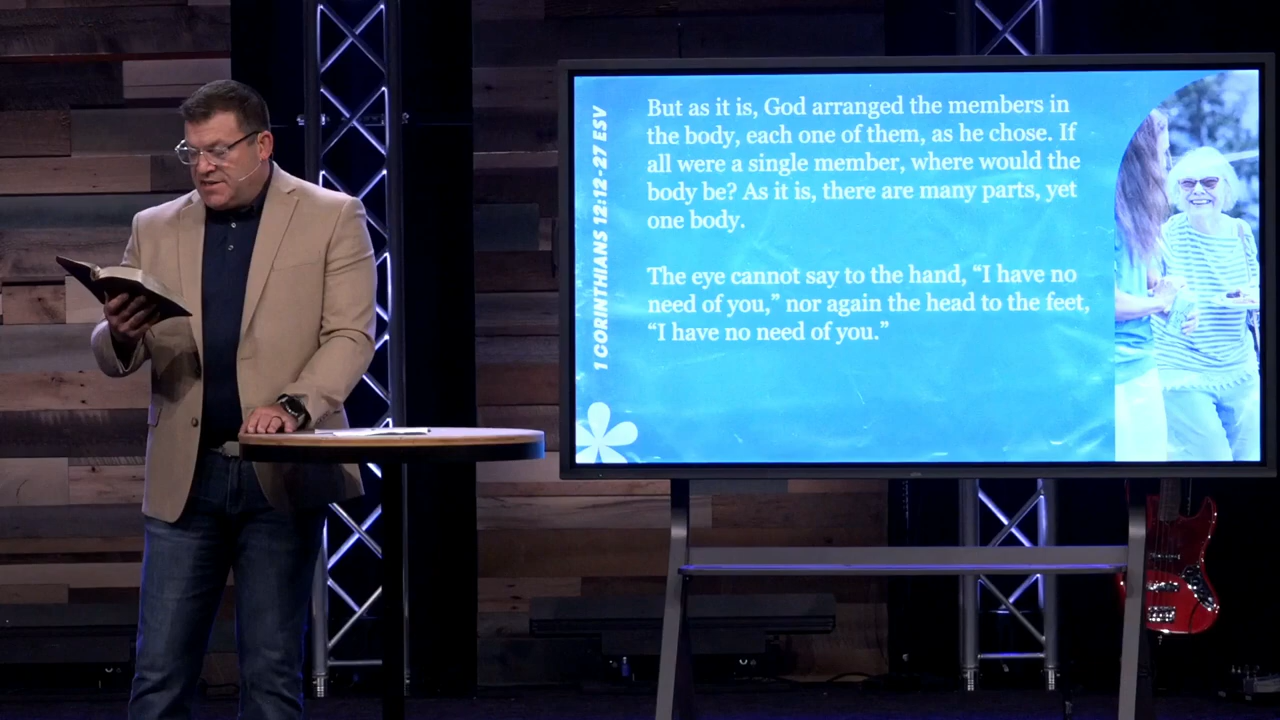 1 CORINTHIANS 12:12-27 ESV
But as it is, God arranged the members in
the body, each one of them, as he chose. If
all were a single member, where would the
body be? As it is, there are many parts, yet
one body.
The eye cannot say to the hand, “I have no
need of you,” nor again the head to the feet,
“I have no need of you.”